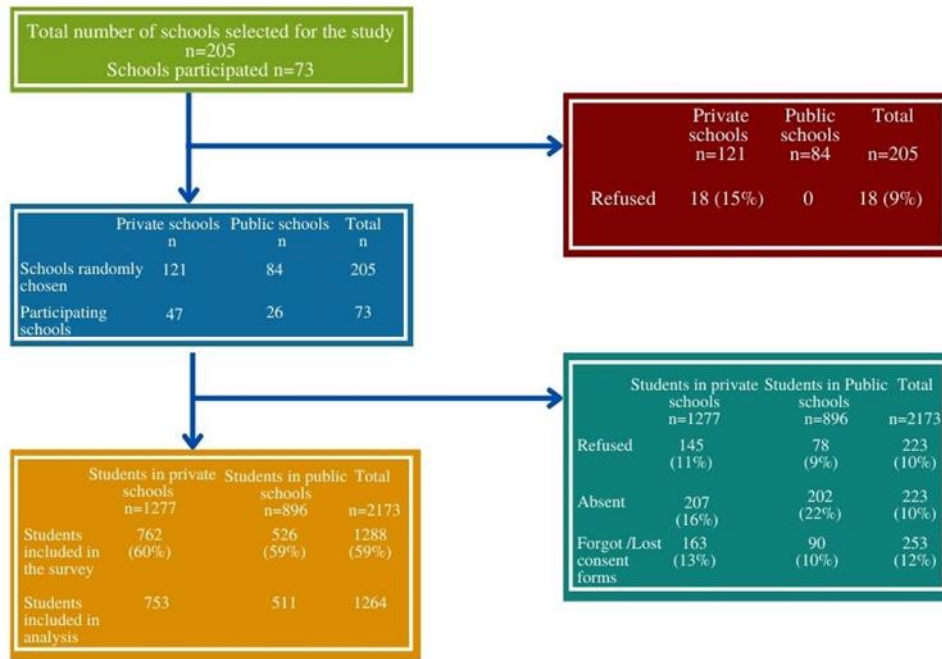 Total number of schools selected for the study
n=205
Schools participated n=73
Private schools Public schools Total
n=121 n=84 n=205
Refused 18 (15%) 0 18 (9%)
Private schools Public schools Total
n n n
Schools randomly chosen 121 84 205
Participating schools 47 26 73
Students in private schools Students in Public schools Total
n=1277 n=896 n=2173
Refused 145 (11%) 78 (9%) 223 (10%)
Absent 207 (16%) 202 (22%) 223 (10%)
Forgot /Lost consent forms 163 (13%) 90 (10%) 253 (12%)
Students in private schools Students in public schools Total
n=1277 n=896 n=2173
Students included in the survey 762 (60%) 526 (59%) 1288 (59%)
Students included in analysis 753 511 1264